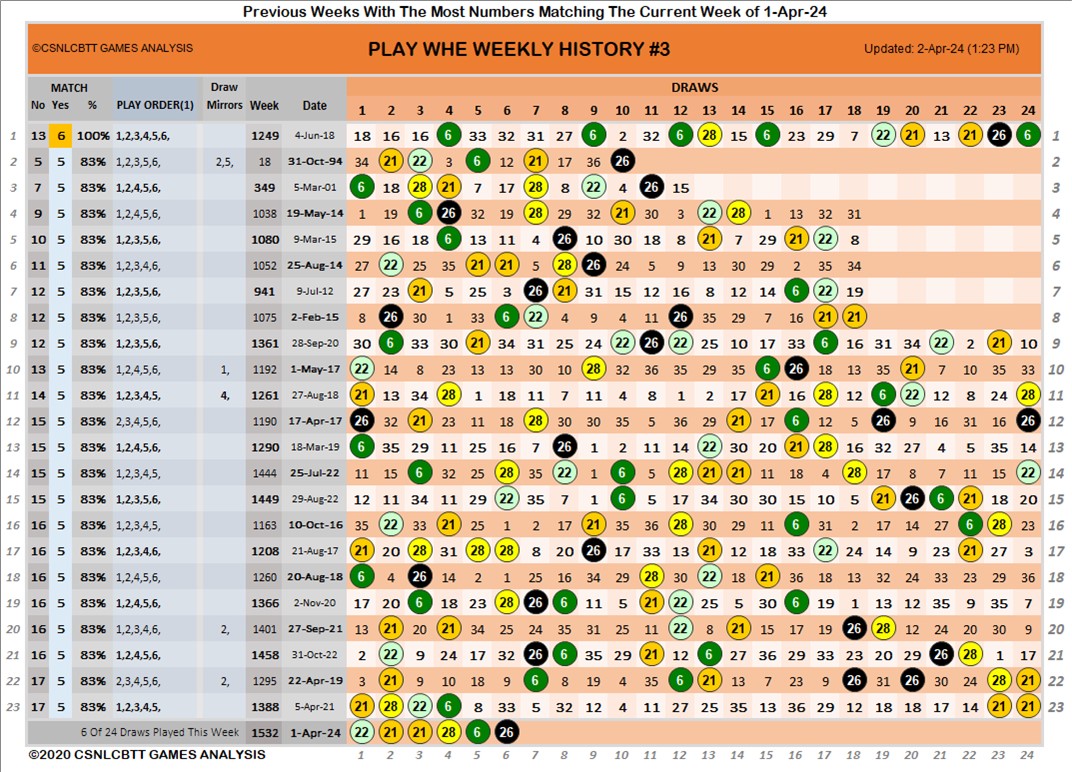 Previous Weeks With The Most Numbers Matching The Current Week of 1-Apr-24
©CSNLCBTT GAMES ANALYSIS PLAY WHE WEEKLY HISTORY #3 Updated: 2-Apr-24 (1:23 PM)
MATCH Draw DRAWS
No Yes % PLAY ORDER(1) Mirrors Week Date 1 2 3 4 5 6 7 8 9 10 11 12 13 14 15 16 17 18 19 20 21 22 23 24
1 13 6 100% 1,2,3,4,5,6, 1249 4-Jun-18 18 16 16 6 33 32 31 27 6 2 32 6 28 15 6 23 29 7 22 21 13 21 23 6 1
2 5 5 83% 1,2,3,5,6, 2,5, 18 31-Oct-94 34 21 22 3 6 12 21 17 36 26 2
3 7 5 83% 1,2,4,5,6, 349 5-Mar-01 6 18 28 21 7 17 28 8 22 4 26 15 3
4 9 5 83% 1,2,4,5,6, 1038 19-May-14 1 19 6 26 32 19 28 29 32 21 30 3 22 28 1 13 32 31 4
5 10 5 83% 1,2,3,5,6, 1080 9-Mar-15 29 16 18 6 13 11 4 26 10 30 18 8 21 7 29 21 22 8 5
6 11 5 83% 1,2,3,4,6, 1052 25-Aug-14 27 22 25 35 21 21 5 28 26 24 5 9 13 30 29 2 35 34 6
7 12 5 83% 1,2,3,5,6, 941 9-Jul-12 27 23 21 5 25 3 26 21 31 15 12 16 8 12 14 6 22 19 7
8 12 5 83% 1,2,3,5,6, 1075 2-Feb-15 8 26 30 1 33 6 22 4 9 4 11 26 35 29 7 16 21 21 8
9 12 5 83% 1,2,3,5,6, 1361 28-Sep-20 30 6 33 30 21 34 31 25 24 22 26 22 25 10 17 33 6 16 31 34 22 2 21 10 9
10 13 5 83% 1,2,4,5,6, 1, 1192 1-May-17 22 14 8 23 13 13 30 10 28 32 36 35 29 35 6 26 18 13 35 21 7 10 35 33 10
11 14 5 83% 1,2,3,4,5, 4, 1261 27-Aug-18 21 13 34 28 1 18 11 7 11 4 8 1 2 17 21 16 28 12 6 22 12 8 24 28 11
12 15 5 83% 2,3,4,5,6, 1190 17-Apr-17 26 32 21 23 11 18 28 30 30 35 5 36 29 21 17 6 12 5 26 9 16 31 16 26 12
13 15 5 83% 1,2,4,5,6, 1290 18-Mar-19 6 35 29 11 25 16 7 26 1 2 11 14 22 30 20 21 28 15 27 4 5 35 14 13
14 15 5 83% 1,2,3,4,5, 1444 25-Jul-22 11 15 6 32 25 28 35 22 1 6 5 28 21 21 11 18 4 28 17 8 7 4 11 22 14
15 15 5 83% 1,2,3,5,6, 1449 29-Aug-22 12 11 34 11 29 22 35 7 1 6 5 17 34 30 30 15 10 5 21 26 6 21 18 20 15
16 16 5 83% 1,2,3,4,5, 1163 10-Oct-16 35 22 33 21 25 1 2 17 21 35 36 28 30 29 11 6 31 2 17 14 27 6 28 23 16
17 16 5 83% 1,2,3,4,6, 1208 21-Aug-17 21 20 28 31 28 28 8 20 26 17 33 13 21 12 18 33 22 24 14 9 23 21 27 3 17
18 16 5 83% 1,2,4,5,6, 1260 20-Aug-18 6 4 26 14 2 1 25 16 34 29 28 30 22 18 21 36 18 13 32 24 33 23 29 36 18
19 16 5 83% 1,2,4,5,6, 1366 2-Nov-20 17 20 6 18 23 28 26 6 11 5 21 22 25 5 30 6 19 1 13 12 35 9 35 7 19
20 16 5 83% 1,2,3,4,6, 2, 1401 27-Sep-21 13 21 20 21 34 25 24 35 31 25 11 22 8 21 15 17 19 26 28 12 24 20 30 9 20
21 16 5 83% 1,2,4,5,6, 1458 31-Oct-22 2 22 9 24 17 32 26 6 35 29 21 12 6 27 36 29 33 23 20 29 26 28 1 17 21
22 17 5 83% 2,3,4,5,6, 2, 1295 22-Apr-19 3 21 9 18 9 6 8 19 10 4 35 6 21 13 7 23 8 26 35 26 30 24 28 21 22
23 17 5 83% 1,2,3,4,5, 1388 5-Apr-21 21 28 22 6 8 33 5 32 12 4 11 27 25 35 13 36 29 12 18 18 17 14 21 21 23
6 Of 24 Draws Played This Week 1532 1-Apr-24 22 21 21 28 6 26
©2020 CSNLCBTT GAMES ANALYSIS 1 2 3 4 5 6 7 8 9 10 11 12 13 14 15 16 17 18 19 20 21 22 23 24